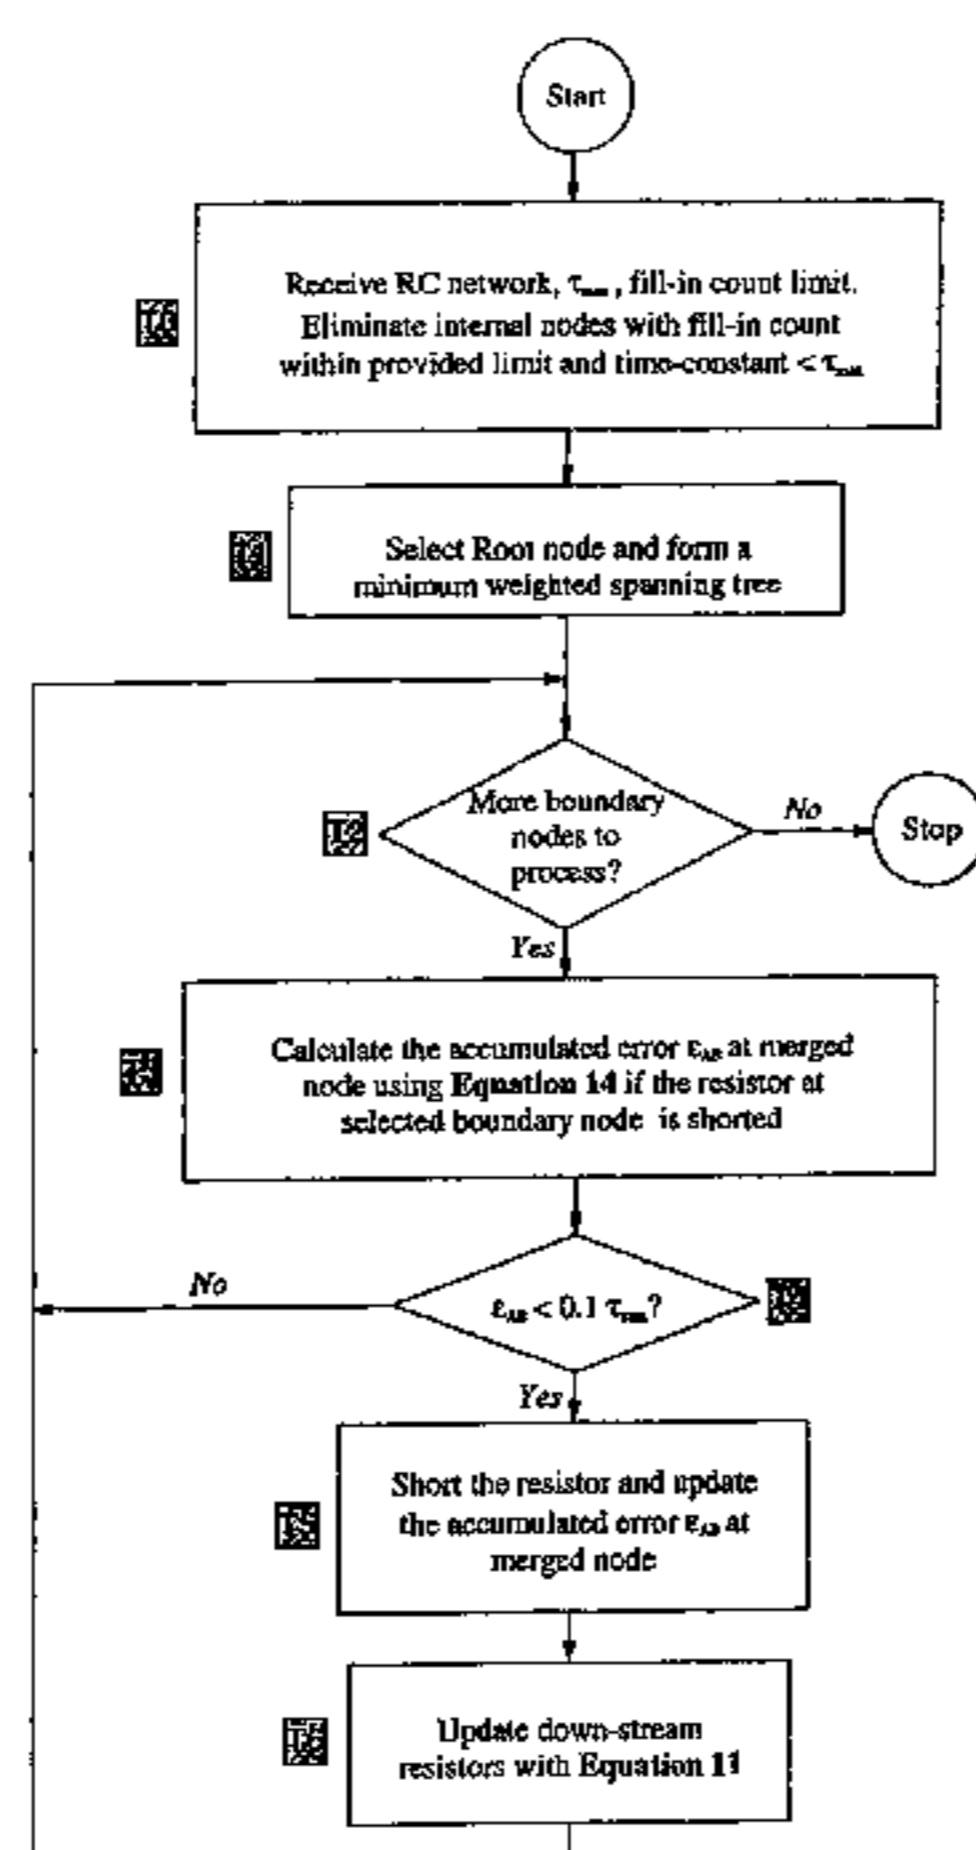 Start
Receive RC network, τ , fill-in count limit.
Eliminate internal nodes with fill-in count
within provided limit and time-constant < τ
Select Root node and form a
minimum weighted spanning tree
More boundary
nodes to
process?
No
Stop
Yes
Calculate the accumulated error ε at merged
node using Equation 14 if the resistor at
selected boundary node is shorted
No
ε < 0.1 τ ?
Yes
Short the resistor and update
the accumulated error ε at
merged node
Update down-stream
resistors with Equation 11